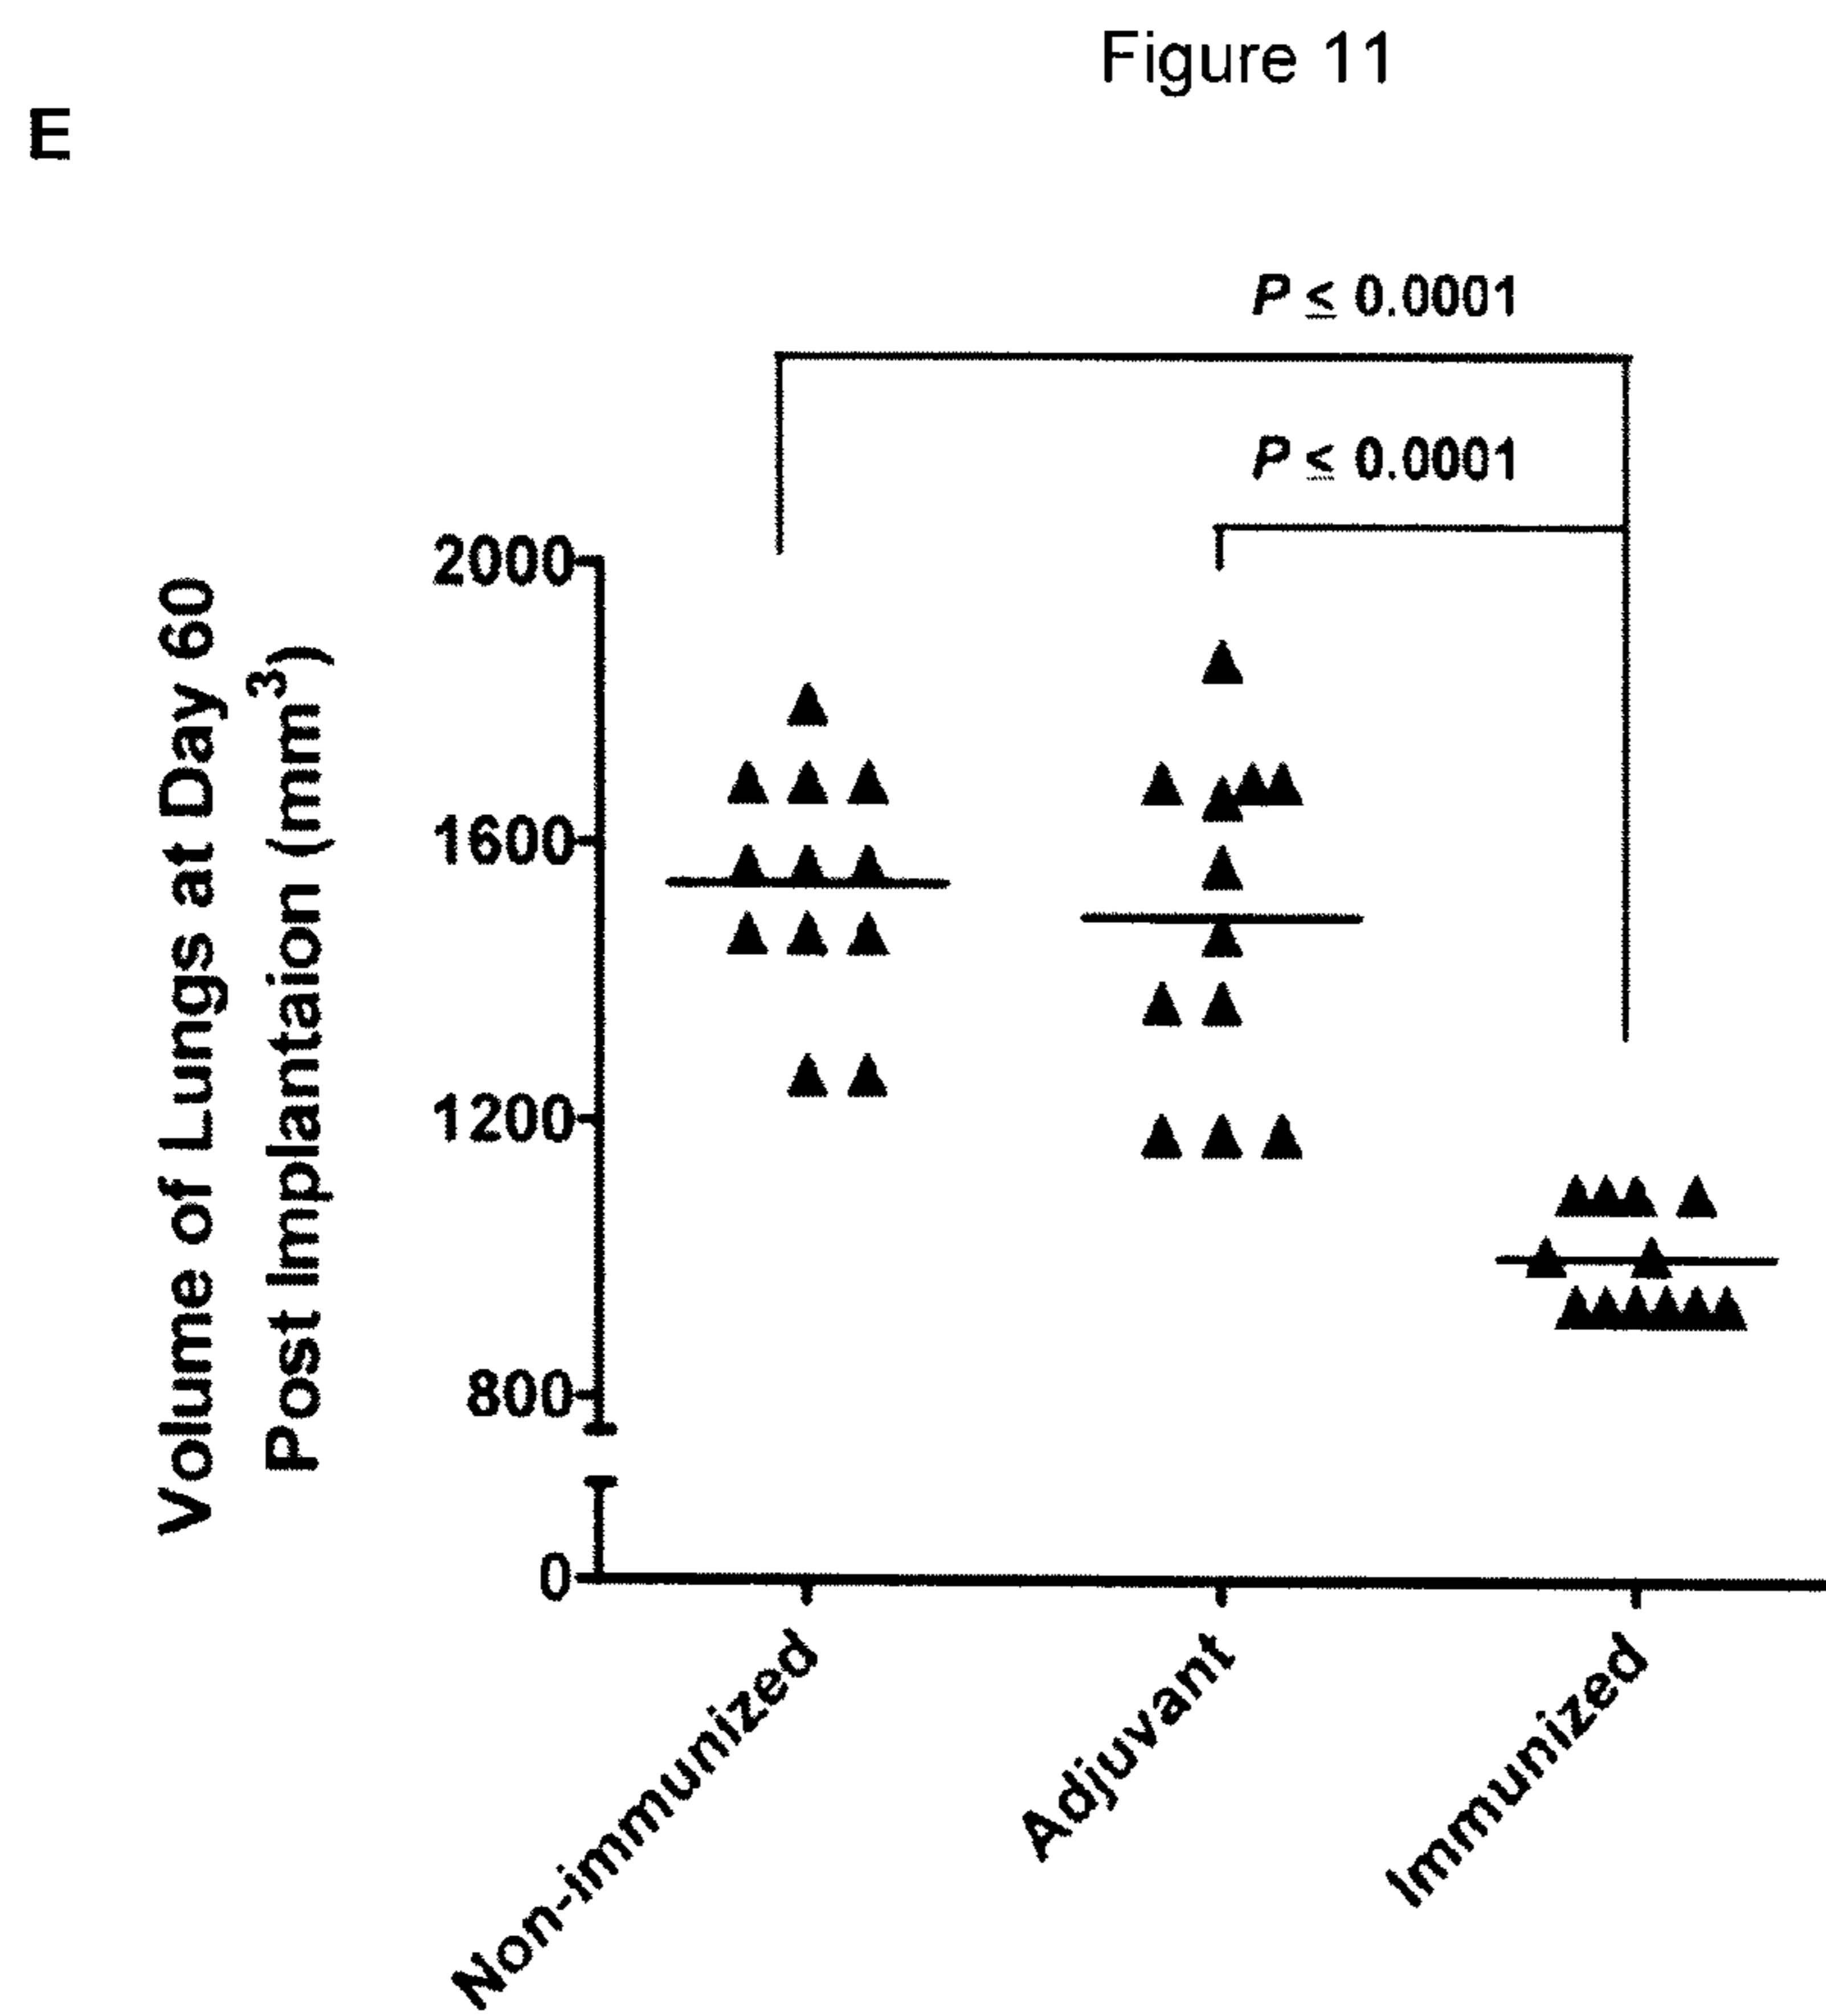 Figure 11
E
P ≤ 0.0001
P ≤ 0.0001
Volume of Lungs at Day 60
Post Implantaion (mm³)
2000
1600
1200
800
0
Non-immunized
Adjuvant
Immunized